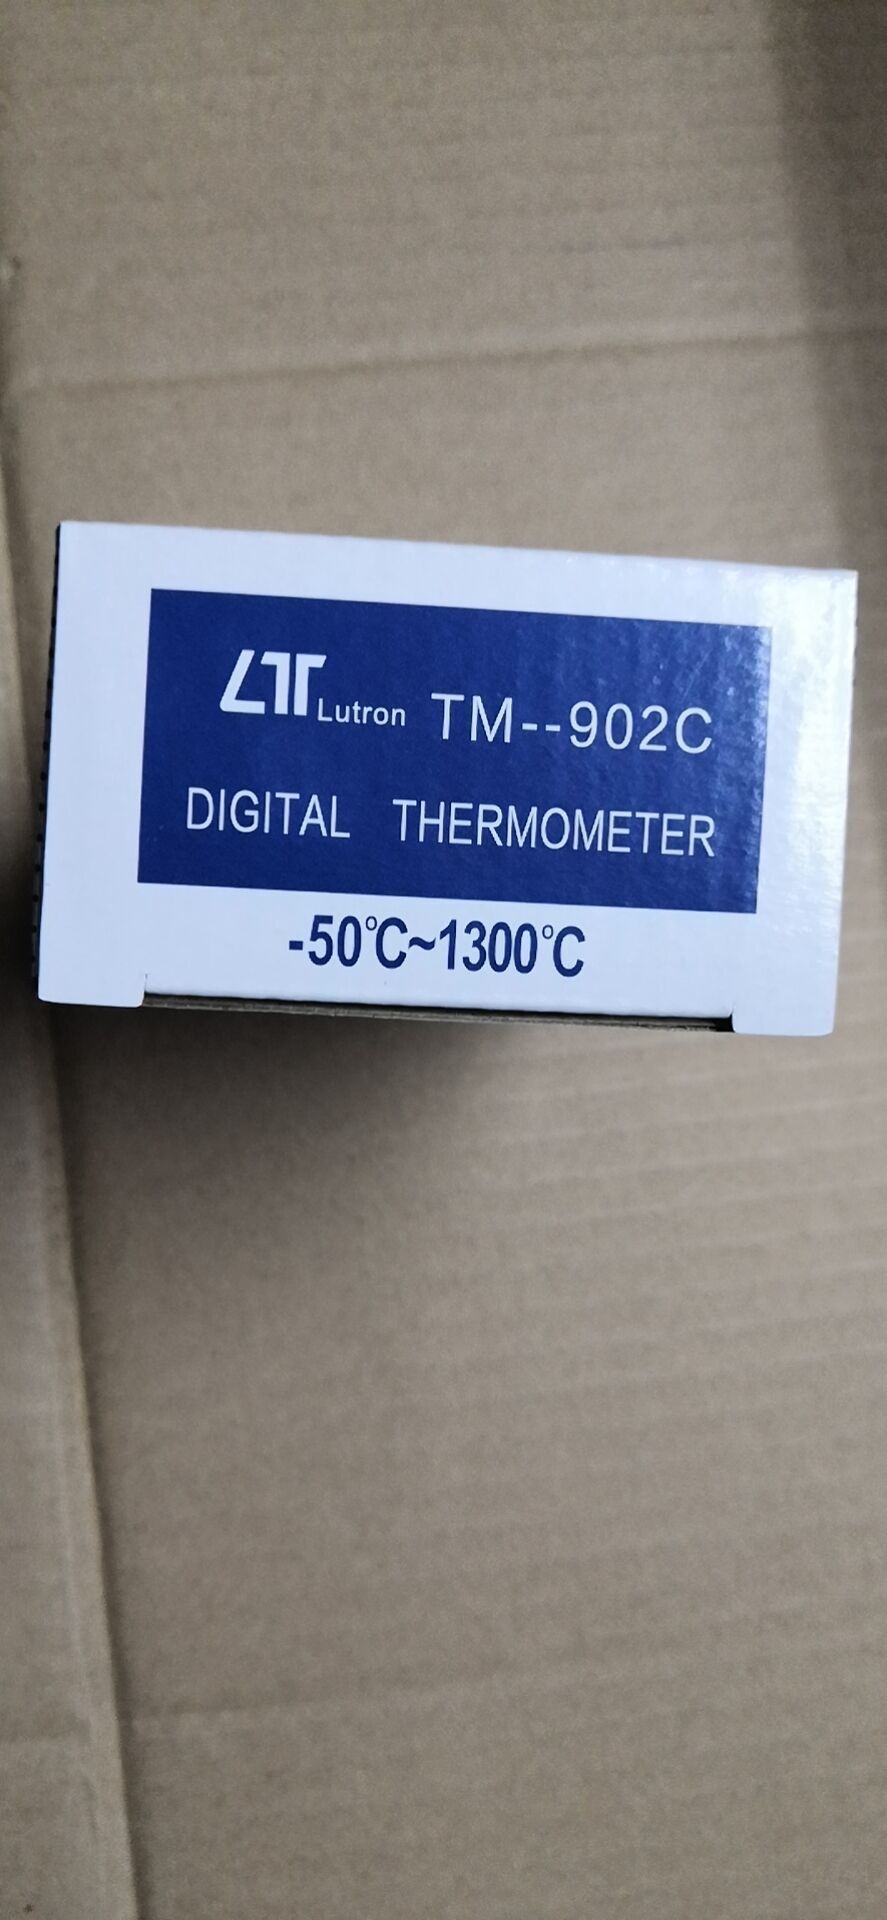 LT Lutron TM--902C
DIGITAL THERMOMETER
-50℃~1300℃